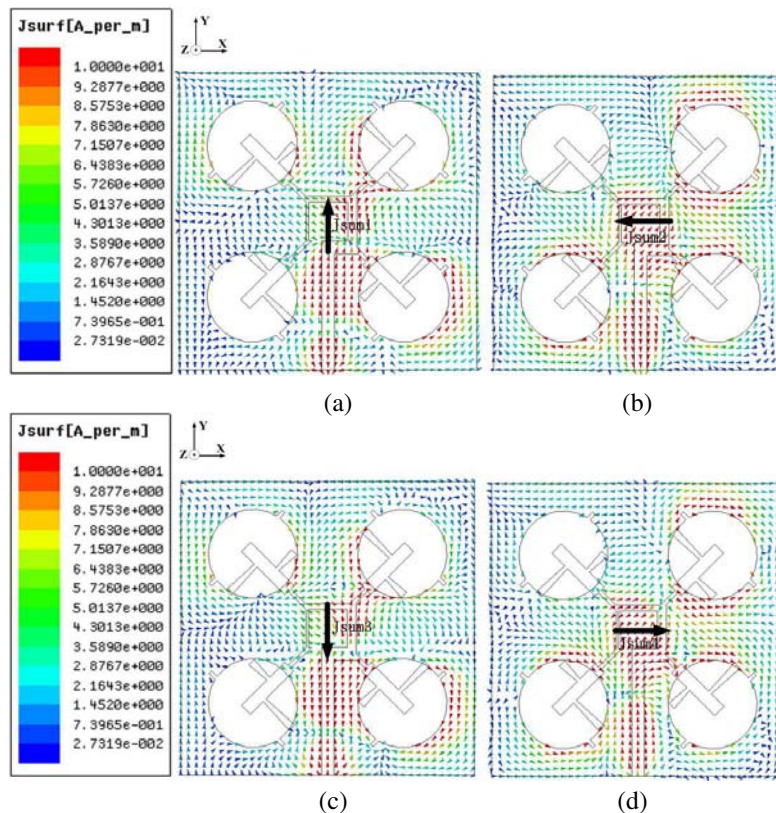 Jsurf[A_per_m]
1.0000e+001
9.2877e+000
8.5753e+000
7.8630e+000
7.1507e+000
6.4383e+000
5.7260e+000
5.0137e+000
4.3013e+000
3.5890e+000
2.8767e+000
2.1643e+000
1.4520e+000
7.3965e-001
2.7319e-002
Y
Z
X
Jsum1
Jsum2
(a)
(b)
Jsurf[A_per_m]
1.0000e+001
9.2877e+000
8.5753e+000
7.8630e+000
7.1507e+000
6.4383e+000
5.7260e+000
5.0137e+000
4.3013e+000
3.5890e+000
2.8767e+000
2.1643e+000
1.4520e+000
7.3965e-001
2.7319e-002
Y
Z
X
Jsum3
Jsum4
(c)
(d)